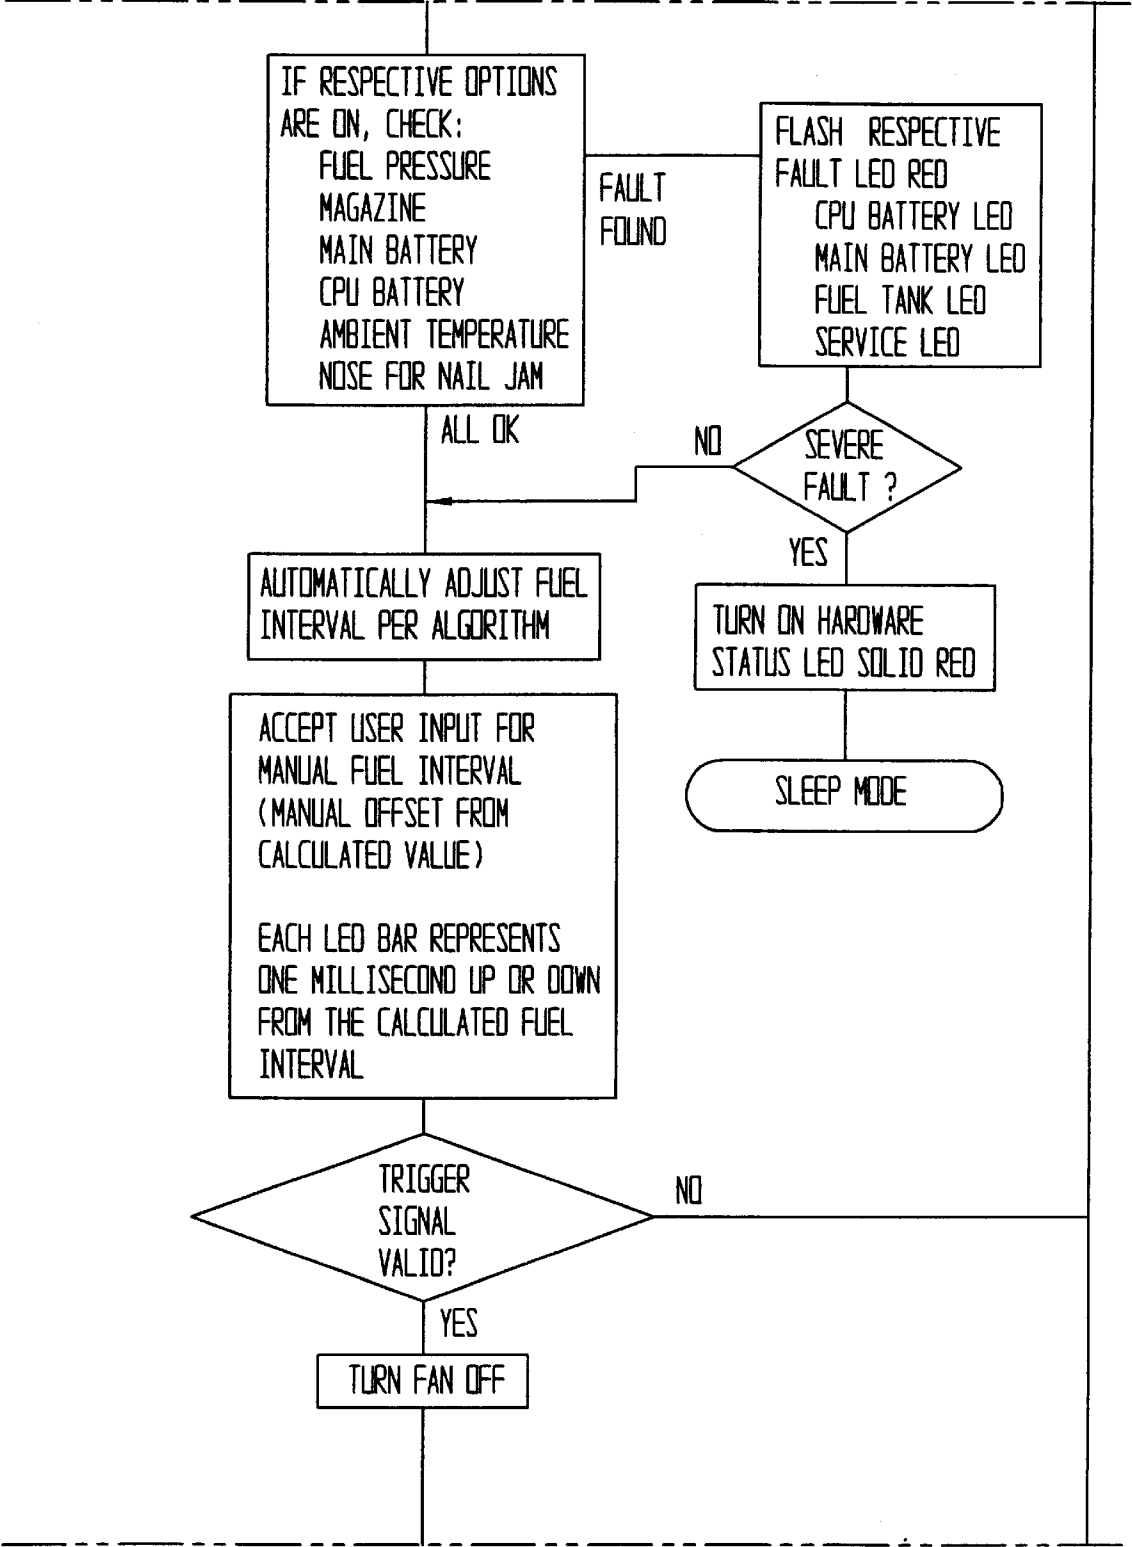 IF RESPECTIVE OPTIONS
ARE ON, CHECK:
FUEL PRESSURE
MAGAZINE
MAIN BATTERY
CPU BATTERY
AMBIENT TEMPERATURE
NOSE FOR NAIL JAM
FAULT
FOUND
FLASH RESPECTIVE
FAULT LED RED
CPU BATTERY LED
MAIN BATTERY LED
FUEL TANK LED
SERVICE LED
ALL OK
NO
SEVERE
FAULT ?
YES
AUTOMATICALLY ADJUST FUEL
INTERVAL PER ALGORITHM
TURN ON HARDWARE
STATUS LED SOLID RED
SLEEP MODE
ACCEPT USER INPUT FOR
MANUAL FUEL INTERVAL
(MANUAL OFFSET FROM
CALCULATED VALUE)
EACH LED BAR REPRESENTS
ONE MILLISECOND UP OR DOWN
FROM THE CALCULATED FUEL
INTERVAL
TRIGGER
SIGNAL
VALID?
NO
YES
TURN FAN OFF